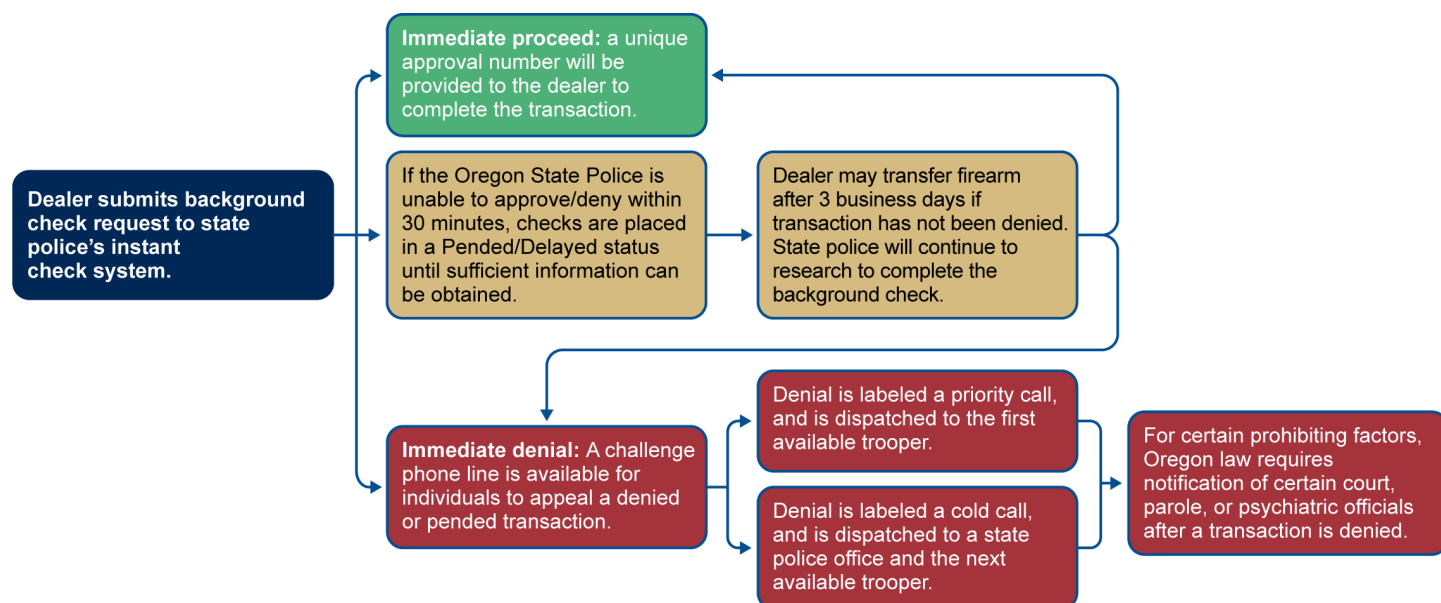 Immediate proceed: a unique
approval number will be
provided to the dealer to
complete the transaction.
Dealer submits background
check request to state
police's instant
check system.
If the Oregon State Police is
unable to approve/deny within
30 minutes, checks are placed
in a Pended/Delayed status
until sufficient information can
be obtained.
Dealer may transfer firearm
after 3 business days if
transaction has not been denied.
State police will continue to
research to complete the
background check.
Immediate denial: A challenge
phone line is available for
individuals to appeal a denied
or pended transaction.
Denial is labeled a priority call,
and is dispatched to the first
available trooper.
Denial is labeled a cold call,
and is dispatched to a state
police office and the next
available trooper.
For certain prohibiting factors,
Oregon law requires
notification of certain court,
parole, or psychiatric officials
after a transaction is denied.